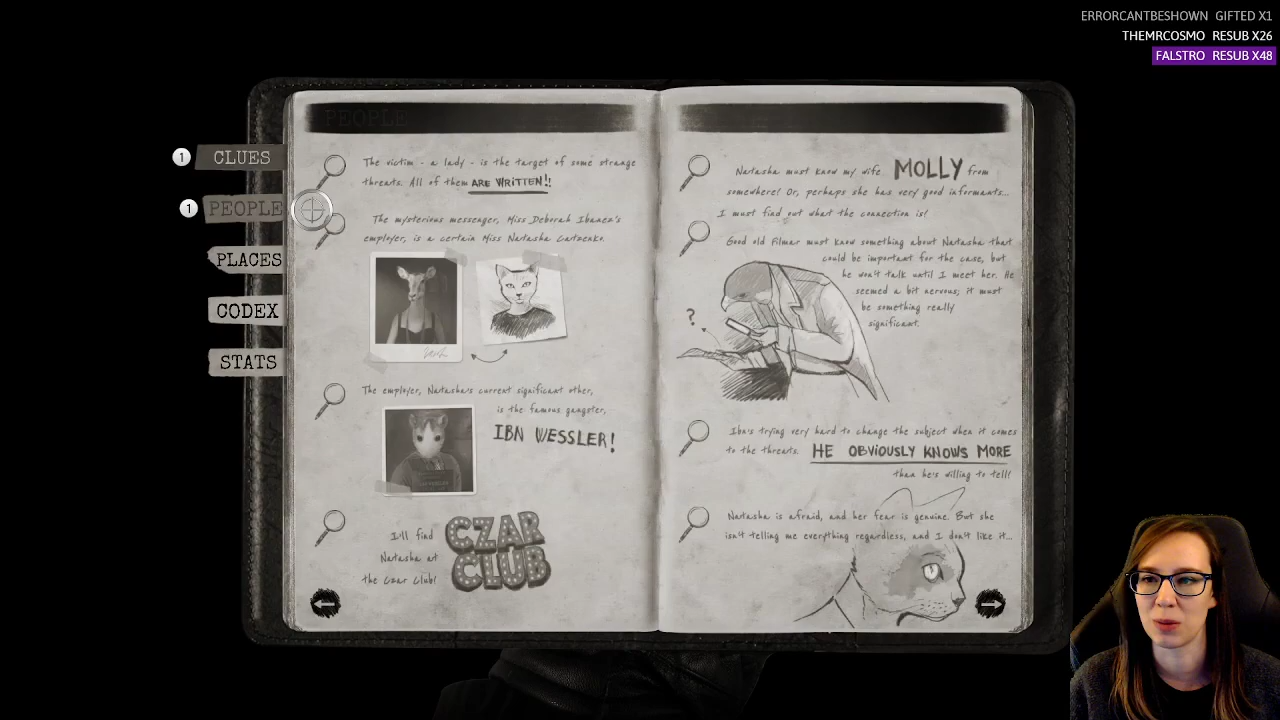 ERRORCANTBESHOWN GIFTED X1
THEMRCOSMO RESUB X26
FALSTRO RESUB X48
1 CLUES
1 PEOPLE
PLACES
CODEX
STATS
PEOPLE
The victim - a lady - is the target of some strange
threats. All of them ARE WRITTEN!!
The mysterious messenger, Miss Deborah Ibanez's
employer, is a certain Miss Natasha Catzenko.
The employer, Natasha's current significant other,
is the famous gangster,
IBN WESSLER!
I'll find
Natasha at
the Czar Club!
CZAR
CLUB
Natasha must know my wife MOLLY from
somewhere! Or, perhaps she has very good informants...
I must find out what the connection is!
Good old Filmar must know something about Natasha that
could be important for the case, but
he won't talk until I meet her. He
seemed a bit nervous; it must
be something really
significant.
?
Ibn's trying very hard to change the subject when it comes
to the threats. HE OBVIOUSLY KNOWS MORE
than he's willing to tell!
Natasha is afraid, and her fear is genuine. But she
isn't telling me everything regardless, and I don't like it...